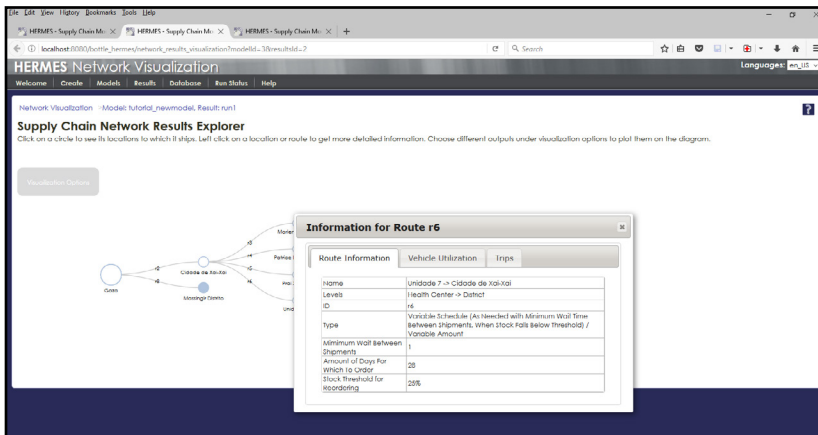 File Edit View History Bookmarks Tools Help
HERMES - Supply Chain Mo
HERMES - Supply Chain Mo
HERMES - Supply Chain Mo
localhost:8080/bottle_hermes/network_results_visualization?modelId=3&resultsId=2
Search
HERMES Network Visualization
Languages: en_US
Welcome Create Models Results Database Run Status Help
Network Visualization Model: tutorial_newmodel, Result: run1
?
Supply Chain Network Results Explorer
Click on a circle to see its locations to which it ships. Left click on a location or route to get more detailed information. Choose different outputs under visualization options to plot them on the diagram.
Visualization Options
Gaza
Cidade de Xai-Xai
Massingir Distrito
Information for Route r6
Route Information Vehicle Utilization Trips
Name Unidade 7 -> Cidade de Xai-Xai
Levels Health Center -> District
ID r6
Type Variable Schedule (As Needed with Minimum Wait Time
Between Shipments, When Stock Falls Below Threshold) /
Variable Amount
Mimimum Wait Between
Shipments 1
Amount of Days For
Which To Order 28
Stock Threshold for
Reordering 25%